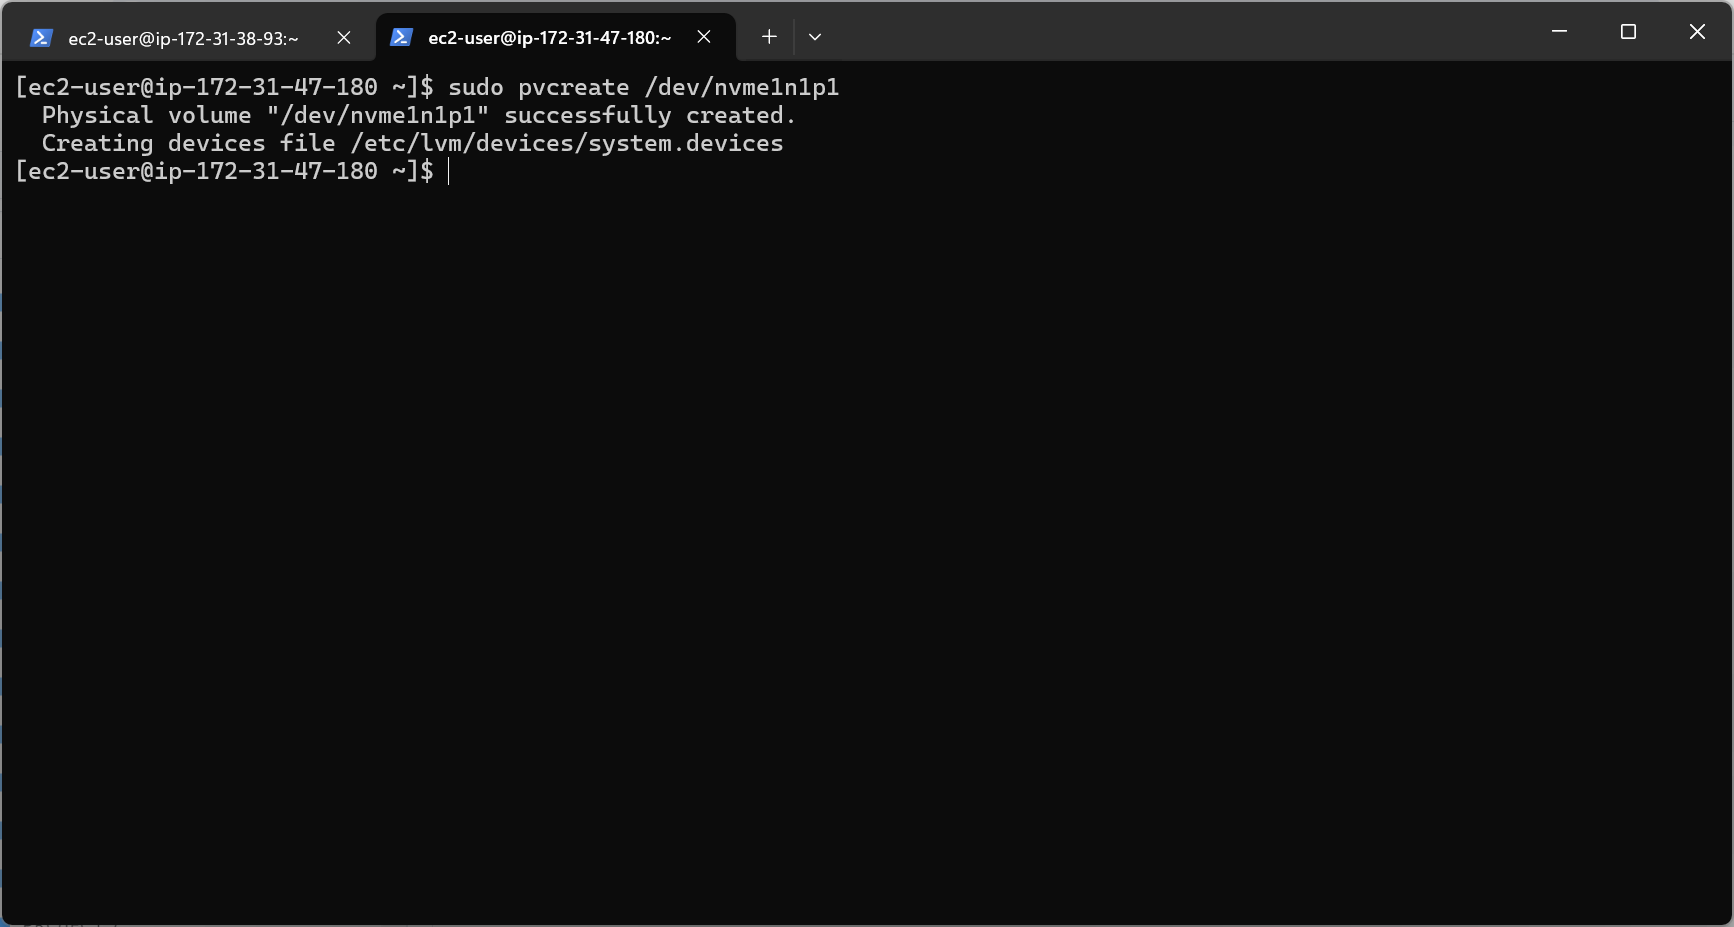 ec2-user@ip-172-31-38-93:~
ec2-user@ip-172-31-47-180:~
[ec2-user@ip-172-31-47-180 ~]$ sudo pvcreate /dev/nvme1n1p1
  Physical volume "/dev/nvme1n1p1" successfully created.
  Creating devices file /etc/lvm/devices/system.devices
[ec2-user@ip-172-31-47-180 ~]$